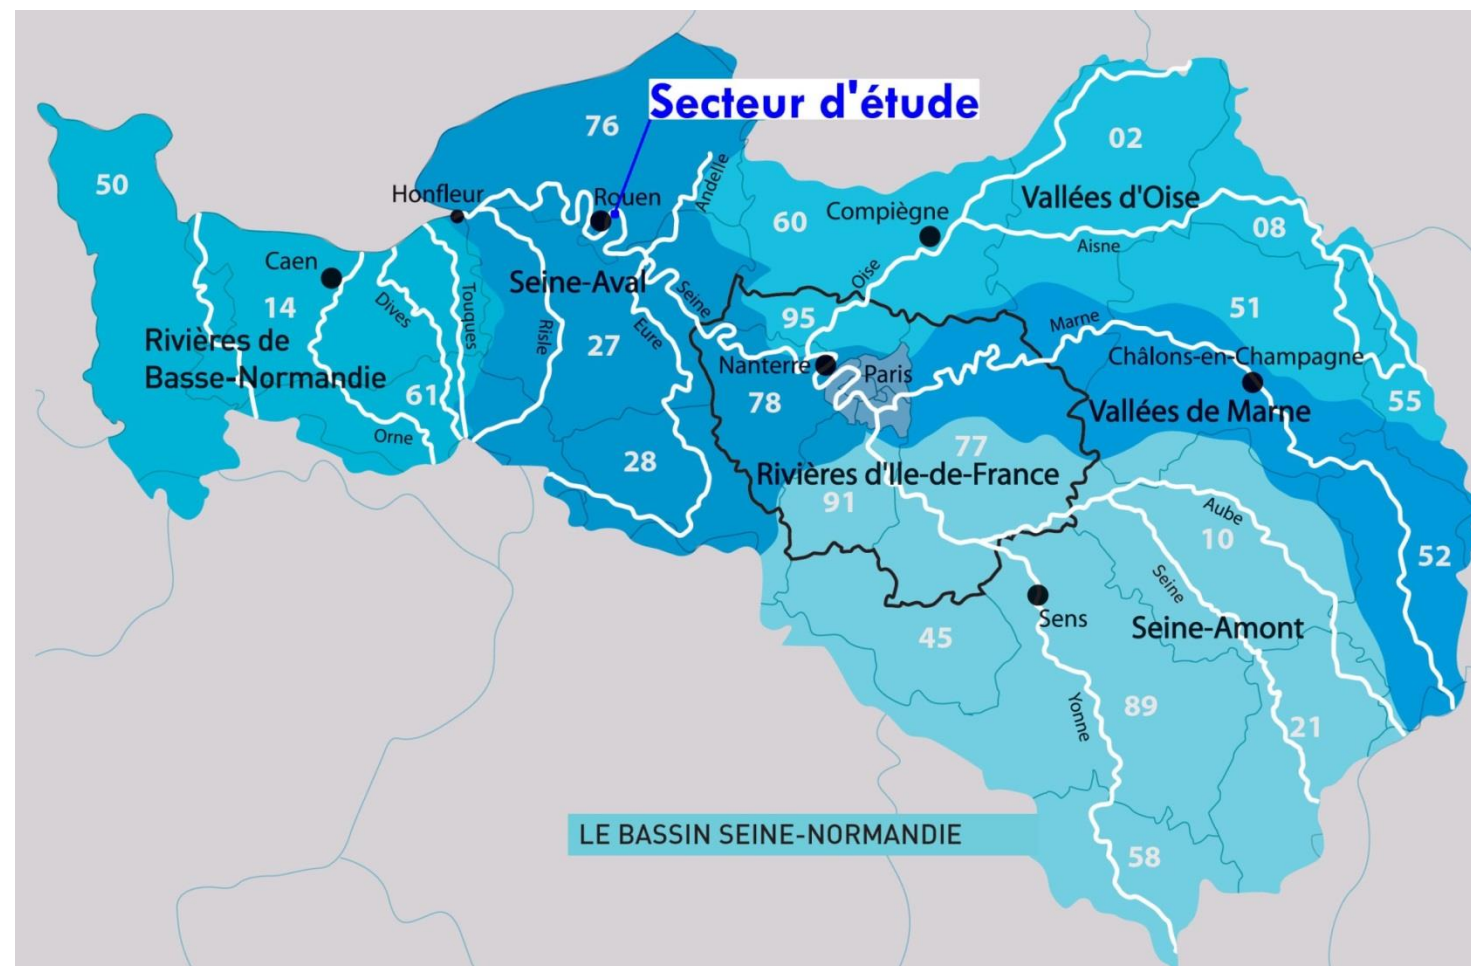 Secteur d'étude
76
02
50
Honfleur
Rouen
Andelle
Vallées d'Oise
60
Compiègne
08
Aisne
Caen
Seine-Aval
Oise
14
Dives
Touques
Seine
95
51
Marne
Rivières de
Basse-Normandie
Risle
27
Eure
Nanterre
Paris
Châlons-en-Champagne
61
78
55
Vallées de Marne
Orne
28
77
Rivières d'Ile-de-France
91
Aube
10
52
Seine
Sens
45
Seine-Amont
Yonne
89
21
LE BASSIN SEINE-NORMANDIE
58